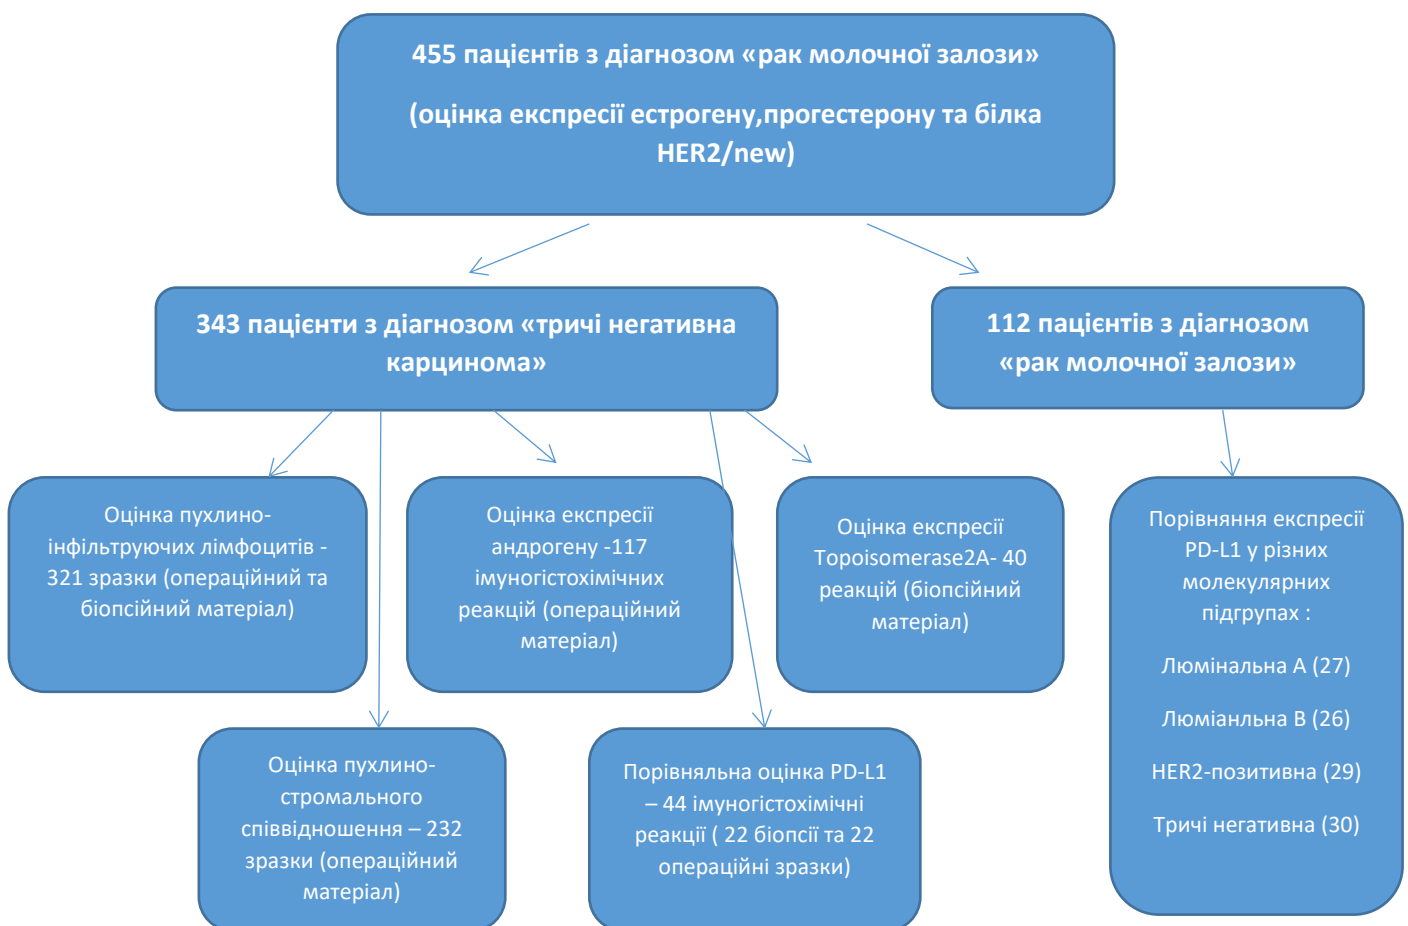 455 пацієнтів з діагнозом «рак молочної залози»
(оцінка експресії естрогену,прогестерону та білка
HER2/new)
343 пацієнти з діагнозом «тричі негативна
карцинома»
112 пацієнтів з діагнозом
«рак молочної залози»
Оцінка пухлино-
інфільтруючих лімфоцитів -
321 зразки (операційний та
біопсійний матеріал)
Оцінка експресії
андрогену -117
імуногістохімічних
реакцій (операційний
матеріал)
Оцінка експресії
Topoisomerase2A- 40
реакцій (біопсійний
матеріал)
Порівняння експресії
PD-L1 у різних
молекулярних
підгрупах :
Люмінальна А (27)
Люміанльна В (26)
HER2-позитивна (29)
Тричі негативна (30)
Оцінка пухлино-
стромального
співвідношення – 232
зразки (операційний
матеріал)
Порівняльна оцінка PD-L1
– 44 імуногістохімічні
реакції ( 22 біопсії та 22
операційні зразки)